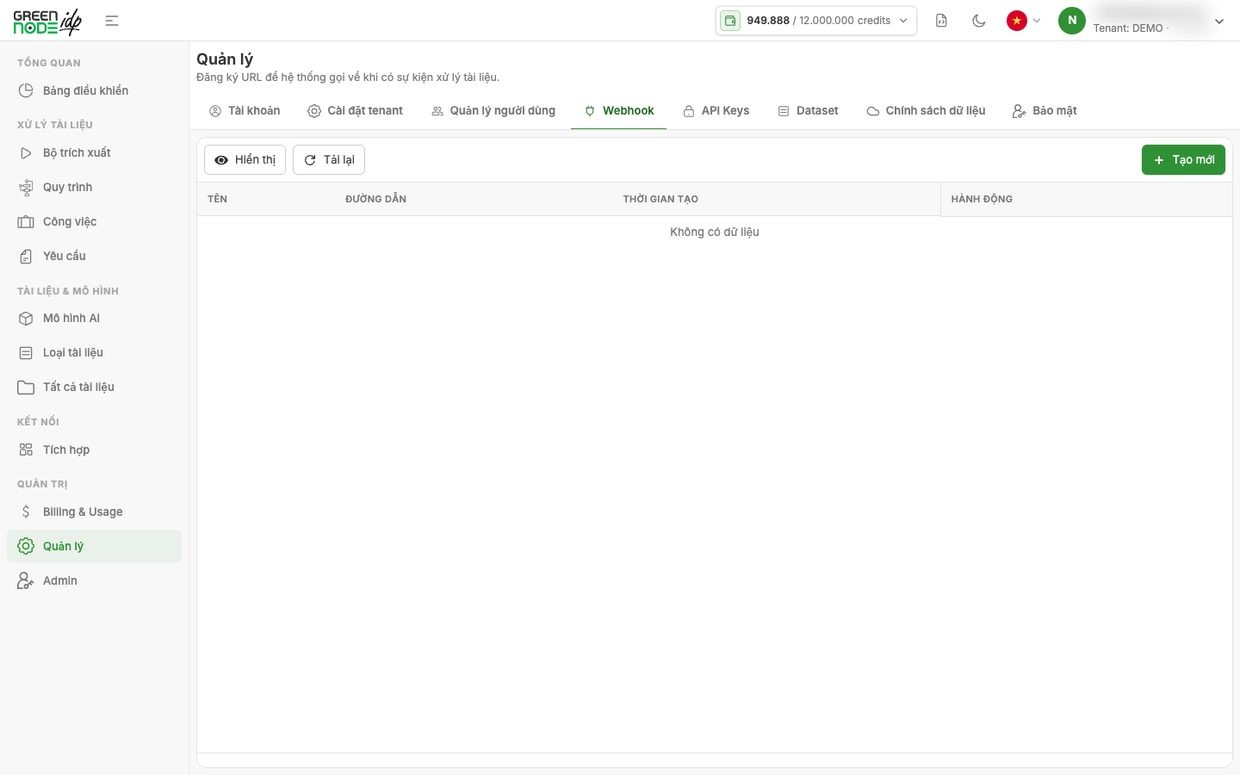 GREEN NODE idp
949.888 / 12.000.000 credits
N
Tenant: DEMO ·
TỔNG QUAN
Bảng điều khiển
XỬ LÝ TÀI LIỆU
Bộ trích xuất
Quy trình
Công việc
Yêu cầu
TÀI LIỆU & MÔ HÌNH
Mô hình AI
Loại tài liệu
Tất cả tài liệu
KẾT NỐI
Tích hợp
QUẢN TRỊ
Billing & Usage
Quản lý
Admin
Quản lý
Đăng ký URL để hệ thống gọi về khi có sự kiện xử lý tài liệu.
Tài khoản Cài đặt tenant Quản lý người dùng Webhook API Keys Dataset Chính sách dữ liệu Bảo mật
Hiển thị Tải lại + Tạo mới
TÊN ĐƯỜNG DẪN THỜI GIAN TẠO HÀNH ĐỘNG
Không có dữ liệu